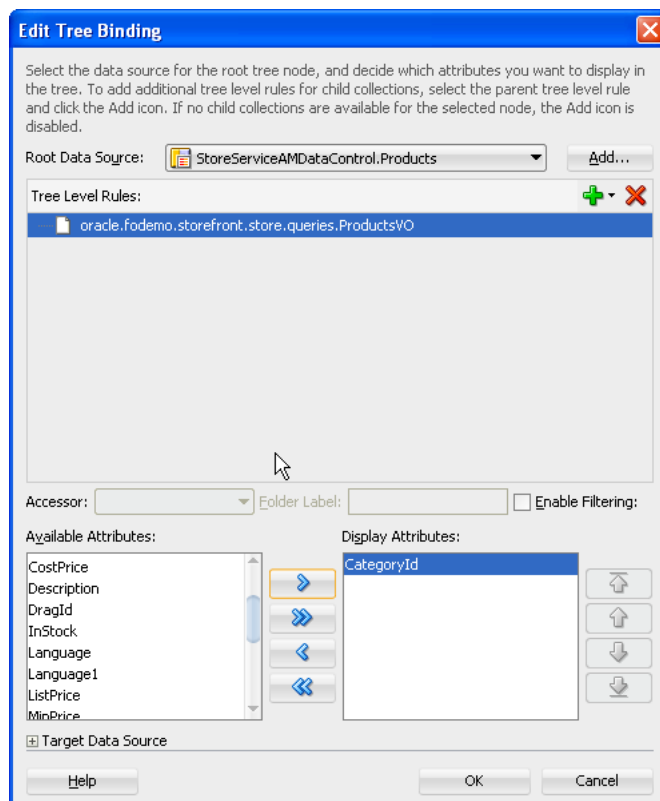 Edit Tree Binding
Select the data source for the root tree node, and decide which attributes you want to display in
the tree. To add additional tree level rules for child collections, select the parent tree level rule
and click the Add icon. If no child collections are available for the selected node, the Add icon is
disabled.
Root Data Source: StoreServiceAMDataControl.Products Add...
Tree Level Rules:
oracle.fodemo.storefront.store.queries.ProductsVO
Accessor: Folder Label: Enable Filtering:
Available Attributes: Display Attributes:
CostPrice CategoryId
Description
DragId
InStock
Language
Language1
ListPrice
MinPrice
Target Data Source
Help OK Cancel